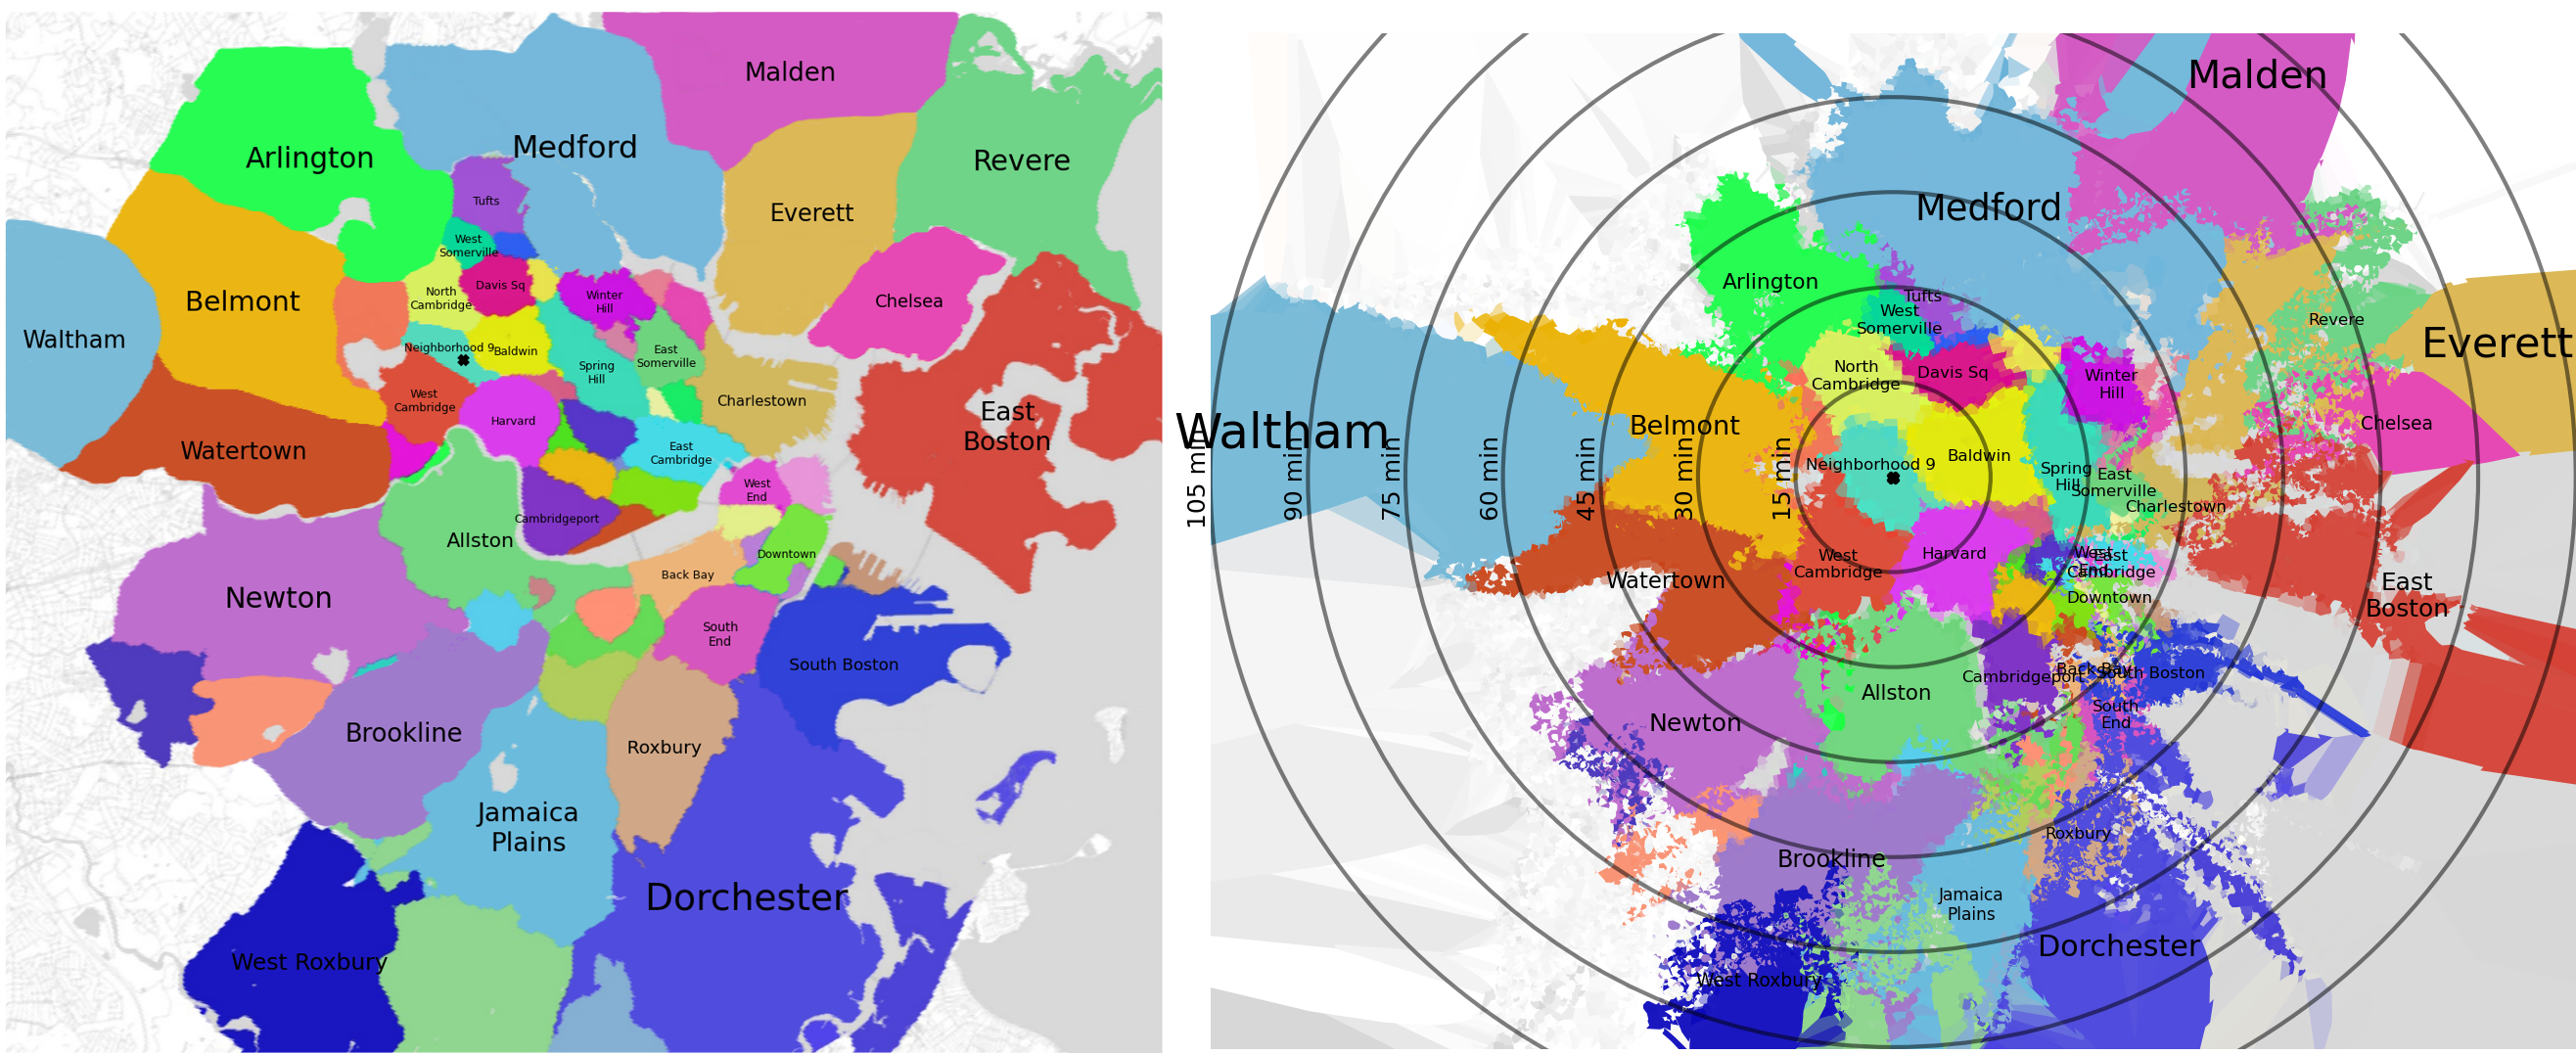 Malden
Arlington
Medford
Revere
Everett
Tufts
West
Somerville
Belmont
Davis Sq
North
Cambridge
Winter
Hill
Chelsea
Waltham
Neighborhood 9
Baldwin
East
Somerville
Spring
Hill
West
Cambridge
Charlestown
Harvard
East
Boston
Watertown
East
Cambridge
West
End
Cambridgeport
Allston
Downtown
Back Bay
Newton
South
End
South Boston
Brookline
Roxbury
Jamaica
Plains
Dorchester
West Roxbury
Malden
Medford
Arlington
Tufts
West
Somerville
Revere
Everett
North
Cambridge
Davis Sq
Winter
Hill
Waltham
Belmont
Chelsea
105 min
90 min
75 min
60 min
45 min
30 min
15 min
Neighborhood 9
Baldwin
Spring
Hill
East
Somerville
Charlestown
West
Cambridge
Harvard
West
End
East
Cambridge
Watertown
Downtown
East
Boston
Cambridgeport
Back Bay
South Boston
Allston
Newton
South
End
Roxbury
Brookline
Jamaica
Plains
Dorchester
West Roxbury